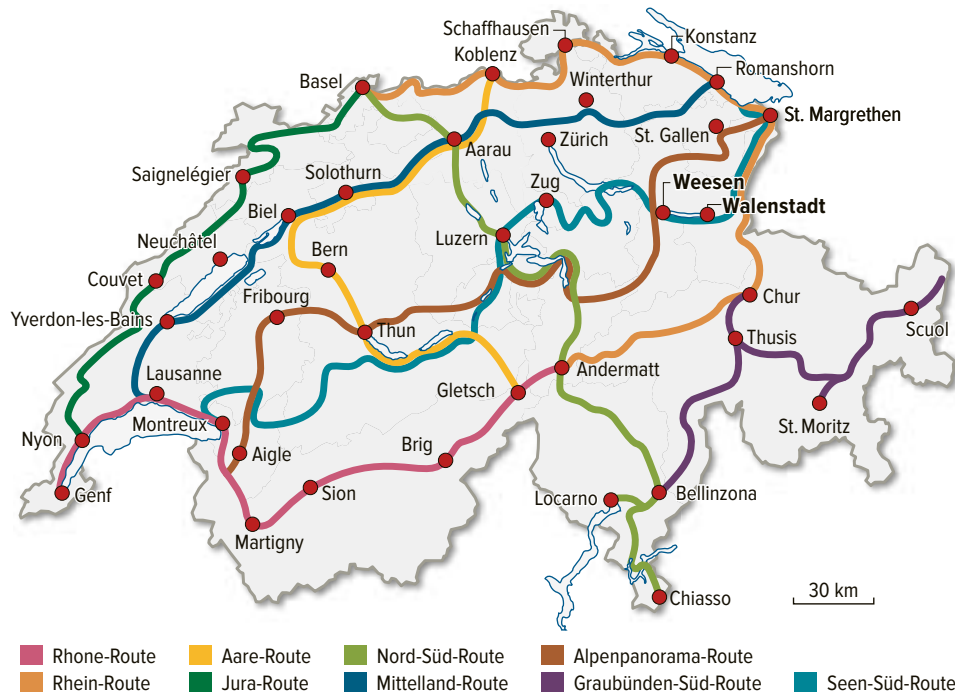 Schaffhausen
Konstanz
Koblenz
Romanshorn
Basel
Winterthur
St. Margrethen
Zürich
St. Gallen
Aarau
Saignelégier
Solothurn
Zug
Weesen
Walenstadt
Biel
Neuchâtel
Bern
Luzern
Couvet
Fribourg
Chur
Yverdon-les-Bains
Scuol
Thun
Thusis
Lausanne
Gletsch
Andermatt
Montreux
St. Moritz
Nyon
Aigle
Brig
Genf
Sion
Locarno
Bellinzona
Martigny
30 km
Chiasso
Rhone-Route
Aare-Route
Nord-Süd-Route
Alpenpanorama-Route
Rhein-Route
Jura-Route
Mittelland-Route
Graubünden-Süd-Route
Seen-Süd-Route